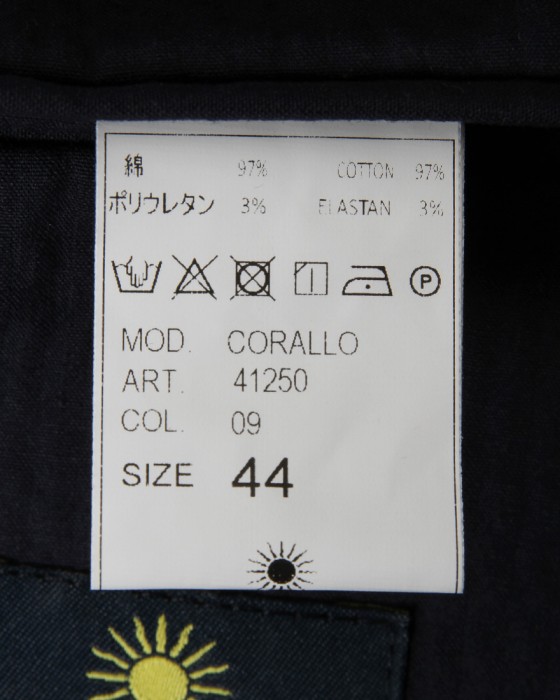 綿 97% COTTON 97%
ポリウレタン 3% ELASTAN 3%
P
MOD. CORALLO
ART. 41250
COL. 09
SIZE 44